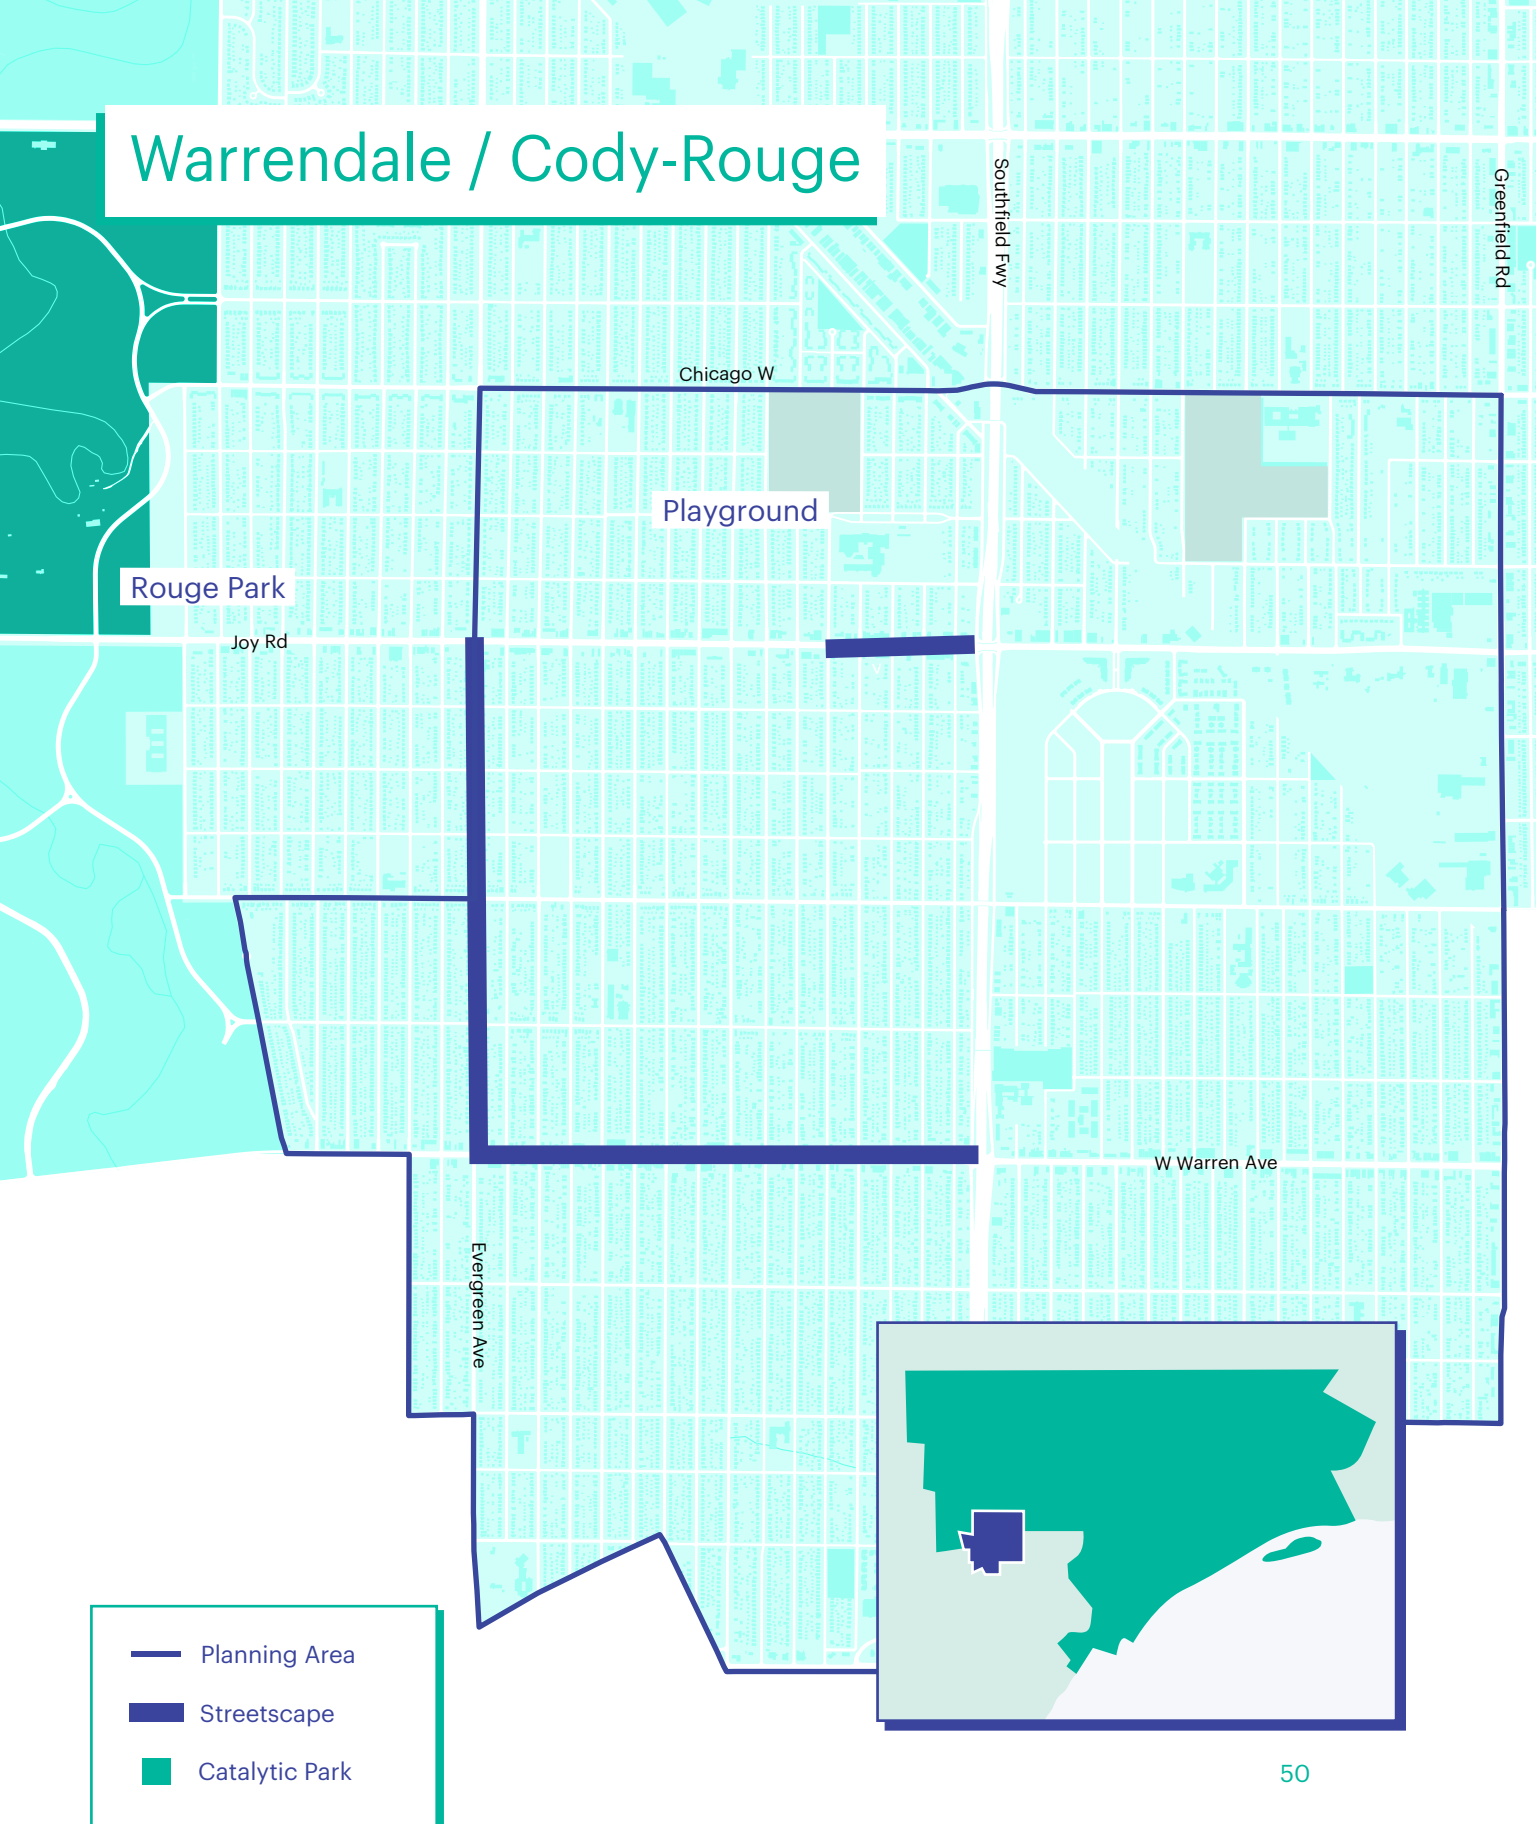 Warrendale / Cody-Rouge
Southfield Fwy
Greenfield Rd
Chicago W
Playground
Rouge Park
Joy Rd
W Warren Ave
Evergreen Ave
Planning Area
Streetscape
Catalytic Park
50